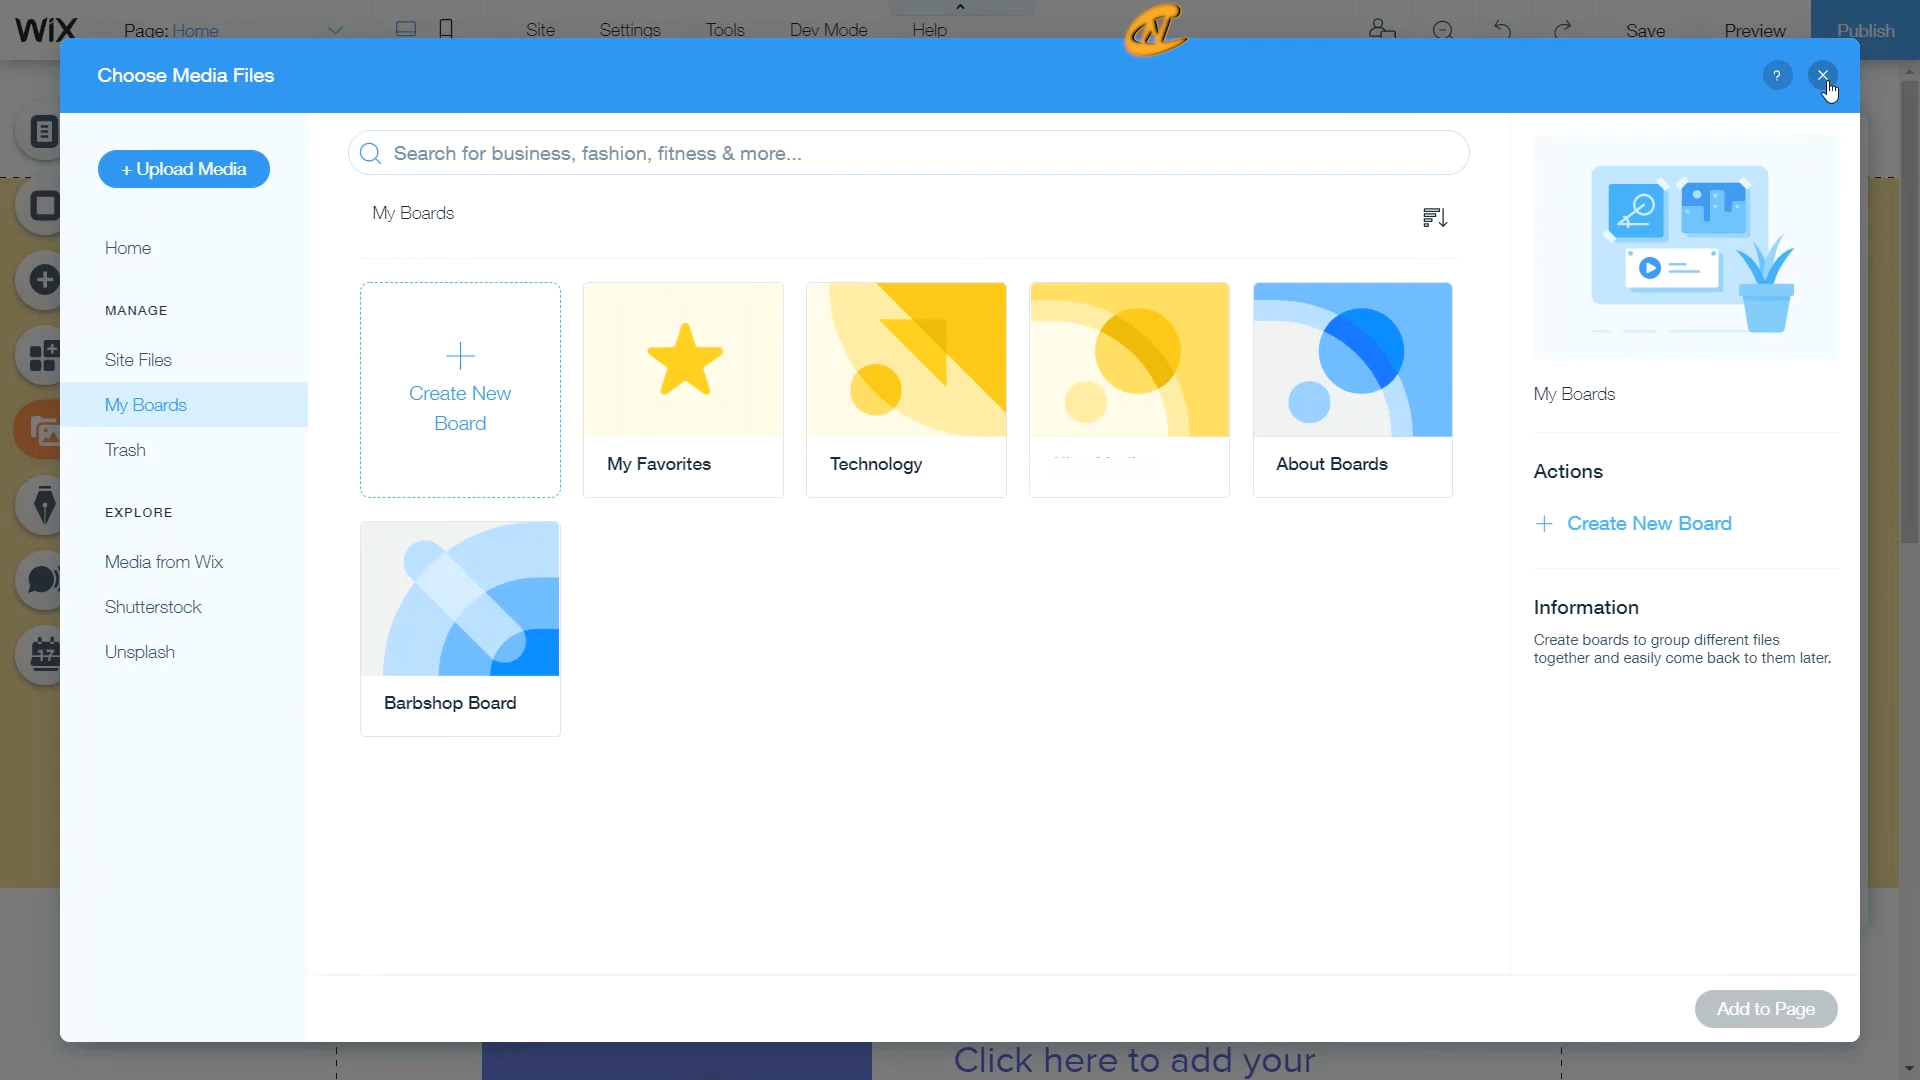 WiX
Page: Home
Site
Settings
Tools
Dev Mode
Help
Save
Preview
Publish
Choose Media Files
?
+ Upload Media
Search for business, fashion, fitness & more...
My Boards
Home
MANAGE
Site Files
My Boards
Trash
EXPLORE
Media from Wix
Shutterstock
Unsplash
17
Create New
Board
My Favorites
Technology
About Boards
Barbshop Board
My Boards
Actions
+ Create New Board
Information
Create boards to group different files
together and easily come back to them later.
Add to Page
Click here to add your